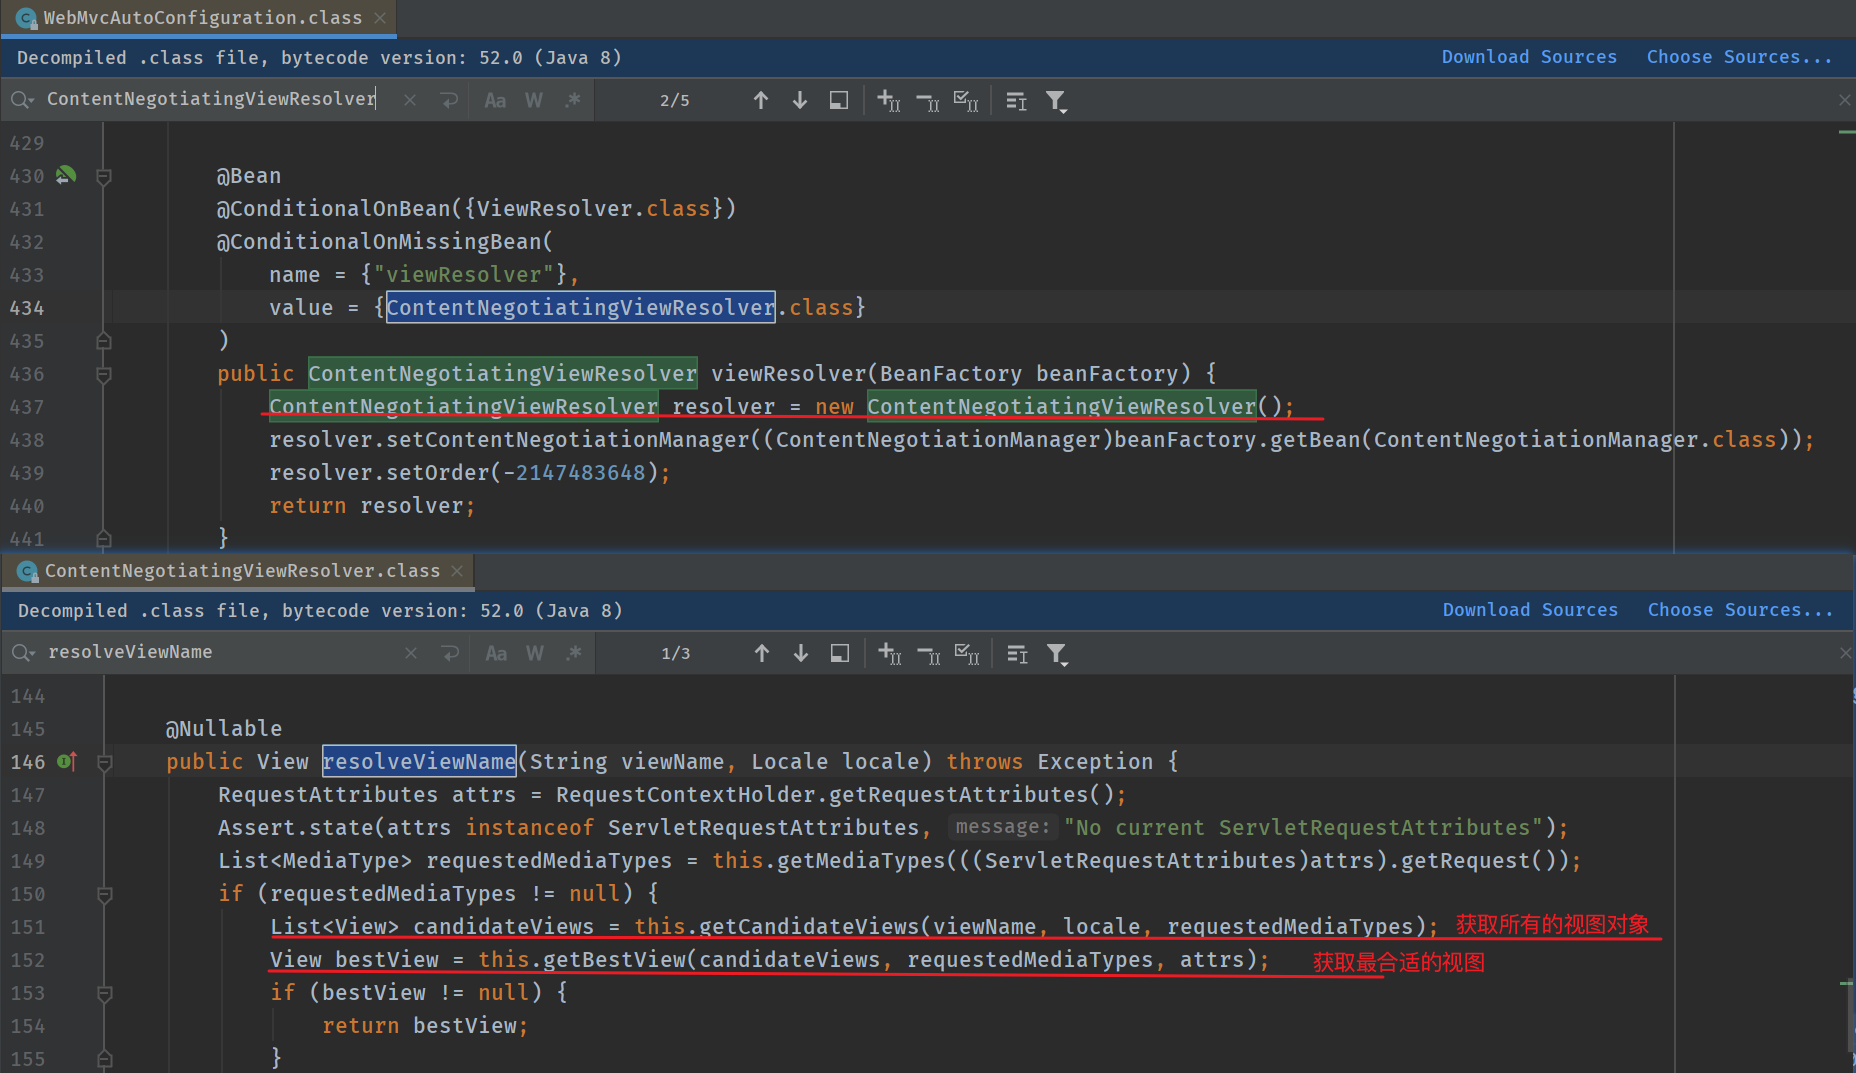 WebMvcAutoConfiguration.class
Decompiled .class file, bytecode version: 52.0 (Java 8) Download Sources Choose Sources...
ContentNegotiatingViewResolver Aa W .* 2/5
429
430 @Bean
431 @ConditionalOnBean({ViewResolver.class})
432 @ConditionalOnMissingBean(
433 name = {"viewResolver"},
434 value = {ContentNegotiatingViewResolver.class}
435 )
436 public ContentNegotiatingViewResolver viewResolver(BeanFactory beanFactory) {
437 ContentNegotiatingViewResolver resolver = new ContentNegotiatingViewResolver();
438 resolver.setContentNegotiationManager((ContentNegotiationManager)beanFactory.getBean(ContentNegotiationManager.class));
439 resolver.setOrder(-2147483648);
440 return resolver;
441 }
ContentNegotiatingViewResolver.class
Decompiled .class file, bytecode version: 52.0 (Java 8) Download Sources Choose Sources...
resolveViewName Aa W .* 1/3
144
145 @Nullable
146 public View resolveViewName(String viewName, Locale locale) throws Exception {
147 RequestAttributes attrs = RequestContextHolder.getRequestAttributes();
148 Assert.state(attrs instanceof ServletRequestAttributes, message: "No current ServletRequestAttributes");
149 List<MediaType> requestedMediaTypes = this.getMediaTypes(((ServletRequestAttributes)attrs).getRequest());
150 if (requestedMediaTypes != null) {
151 List<View> candidateViews = this.getCandidateViews(viewName, locale, requestedMediaTypes); 获取所有的视图对象
152 View bestView = this.getBestView(candidateViews, requestedMediaTypes, attrs); 获取最合适的视图
153 if (bestView != null) {
154 return bestView;
155 }